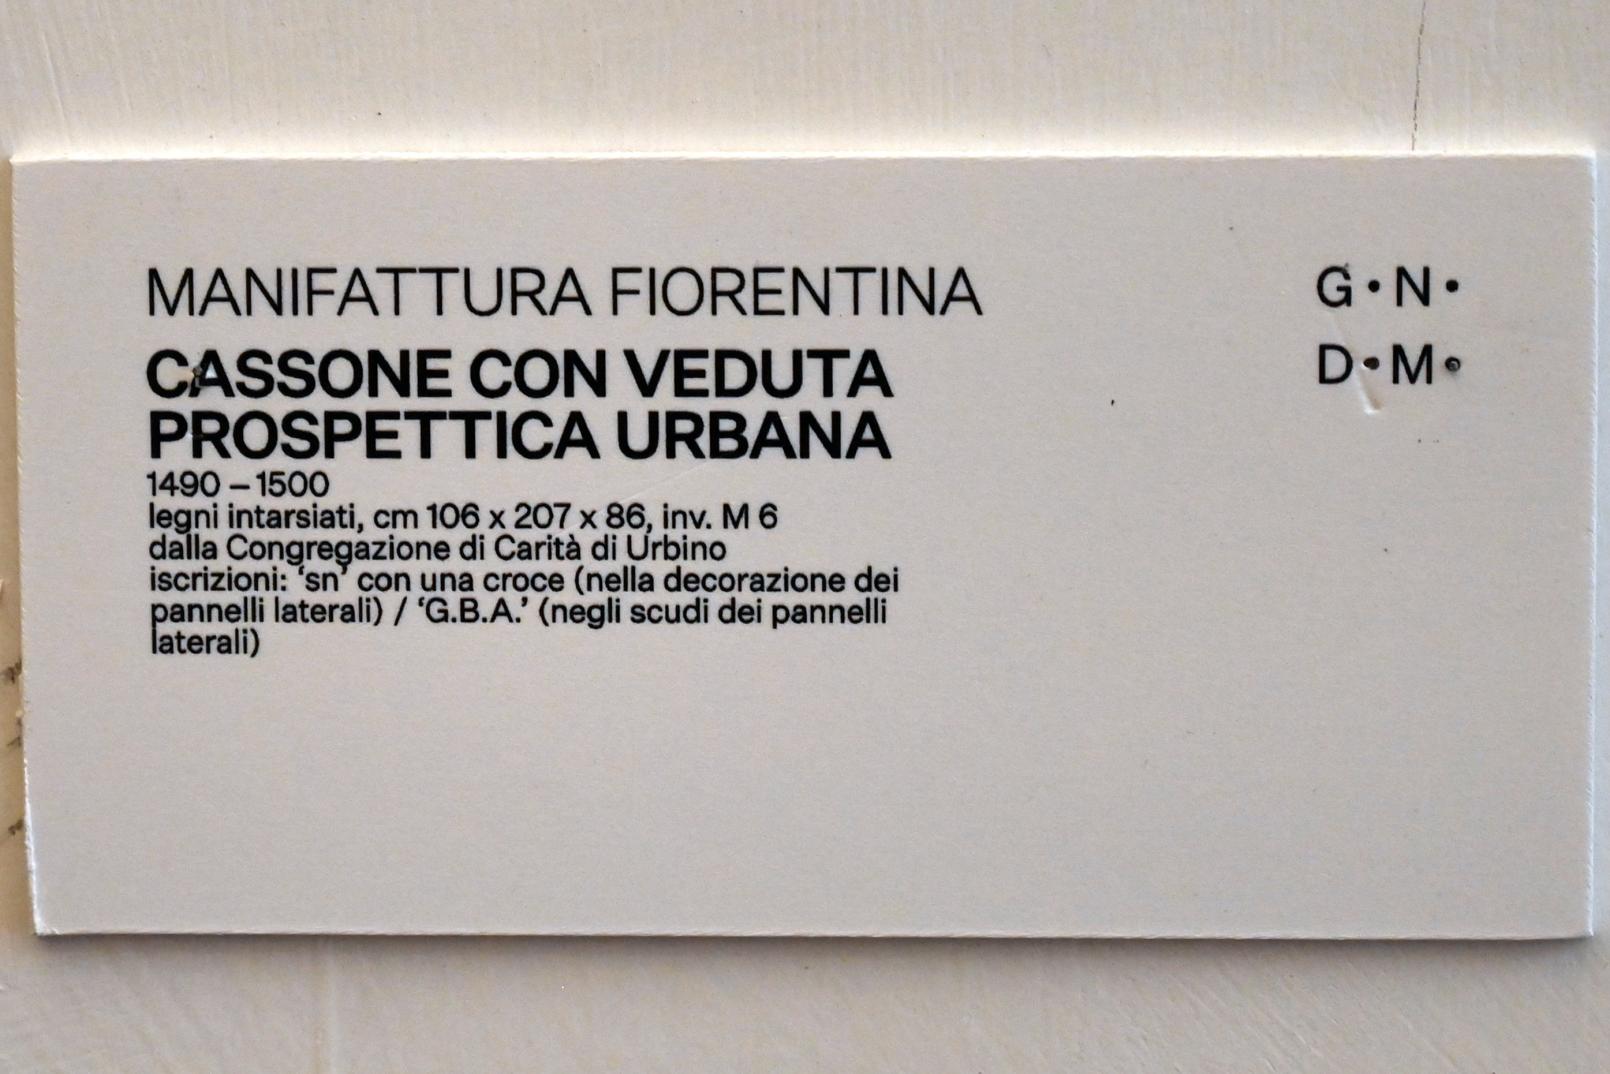 MANIFATTURA FIORENTINA
CASSONE CON VEDUTA
PROSPETTICA URBANA
1490 – 1500
legni intarsiati, cm 106 x 207 x 86, inv. M 6
dalla Congregazione di Carità di Urbino
iscrizioni: ‘sn’ con una croce (nella decorazione dei
pannelli laterali) / ‘G.B.A.’ (negli scudi dei pannelli
laterali)
G•N•
D•M•